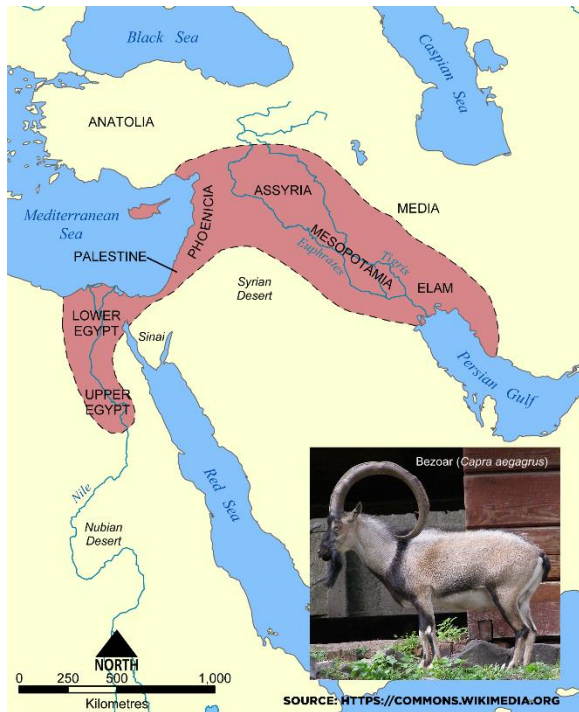 Black Sea
Caspian Sea
ANATOLIA
ASSYRIA
MEDIA
PHOENICIA
Mediterranean
Sea
MESOPOTAMIA
Tigris
Euphrates
PALESTINE
ELAM
Syrian
Desert
LOWER
EGYPT
Sinai
Persian Gulf
UPPER
EGYPT
Red Sea
Nile
Nubian
Desert
Bezoar (Capra aegagrus)
NORTH
0 250 500 1,000
Kilometres
SOURCE: HTTPS://COMMONS.WIKIMEDIA.ORG